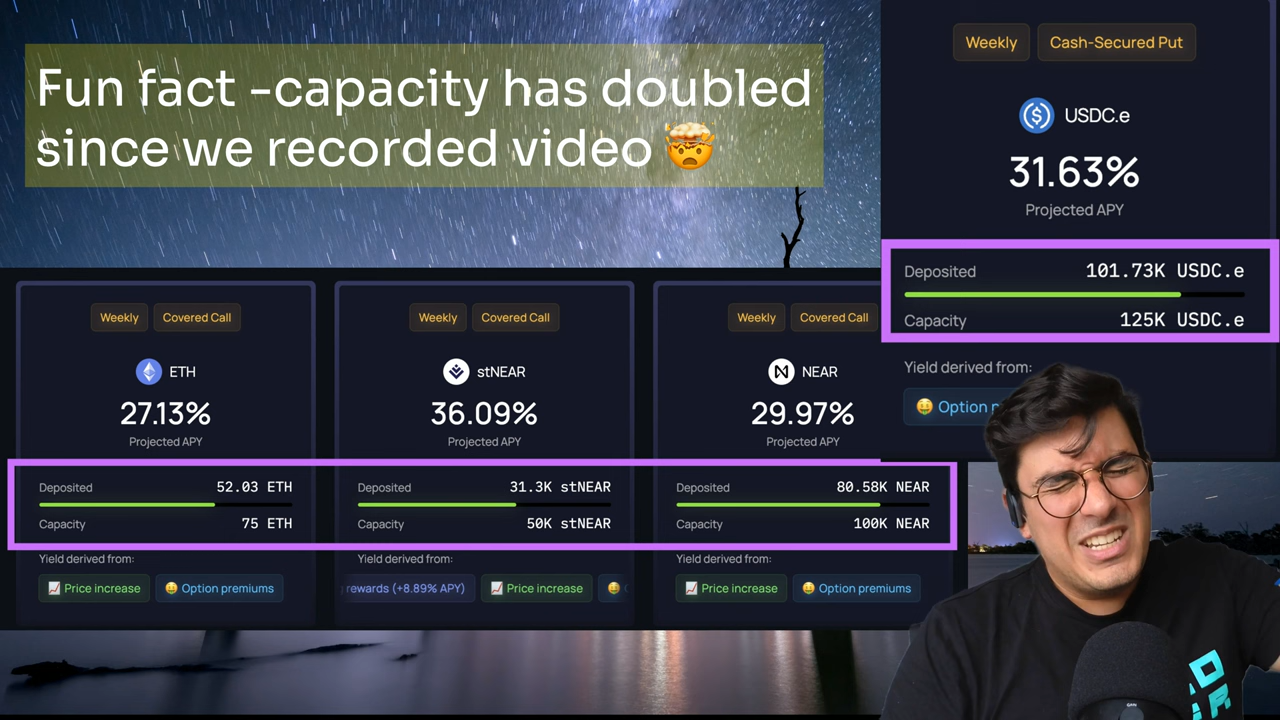 Fun fact -capacity has doubled
since we recorded video 🤯
Weekly Cash-Secured Put
USDC.e
31.63%
Projected APY
Deposited 101.73K USDC.e
Capacity 125K USDC.e
Yield derived from:
🤑 Option
Weekly Covered Call
ETH
27.13%
Projected APY
Deposited 52.03 ETH
Capacity 75 ETH
Yield derived from:
📈 Price increase 🤑 Option premiums
Weekly Covered Call
stNEAR
36.09%
Projected APY
Deposited 31.3K stNEAR
Capacity 50K stNEAR
Yield derived from:
rewards (+8.89% APY) 📈 Price increase 🤑
Weekly Covered Call
NEAR
29.97%
Projected APY
Deposited 80.58K NEAR
Capacity 100K NEAR
Yield derived from:
📈 Price increase 🤑 Option premiums